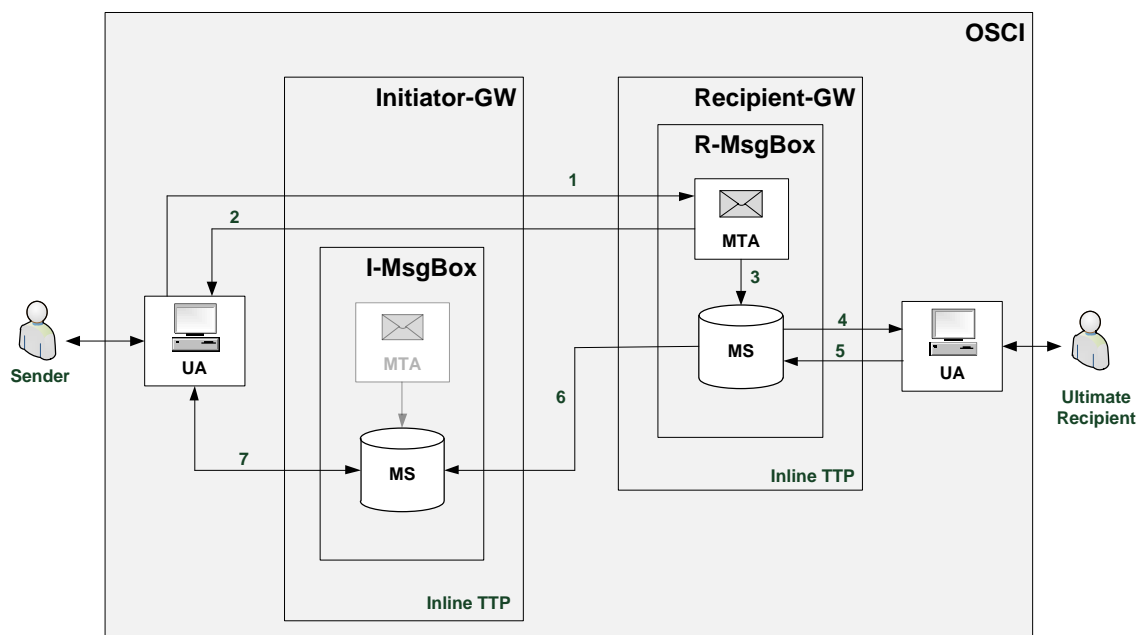 OSCI
Initiator-GW
Recipient-GW
R-MsgBox
1
2
MTA
3
I-MsgBox
MTA
MS
4
5
6
UA
UA
Sender
Ultimate
Recipient
7
MS
Inline TTP
Inline TTP